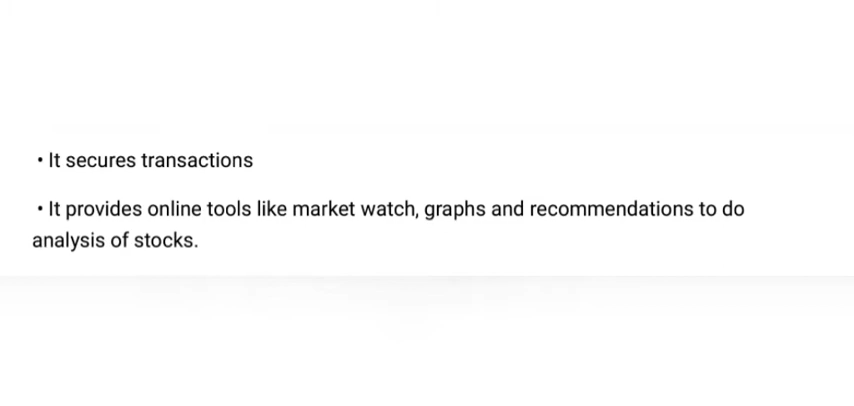 • It secures transactions
• It provides online tools like market watch, graphs and recommendations to do
analysis of stocks.